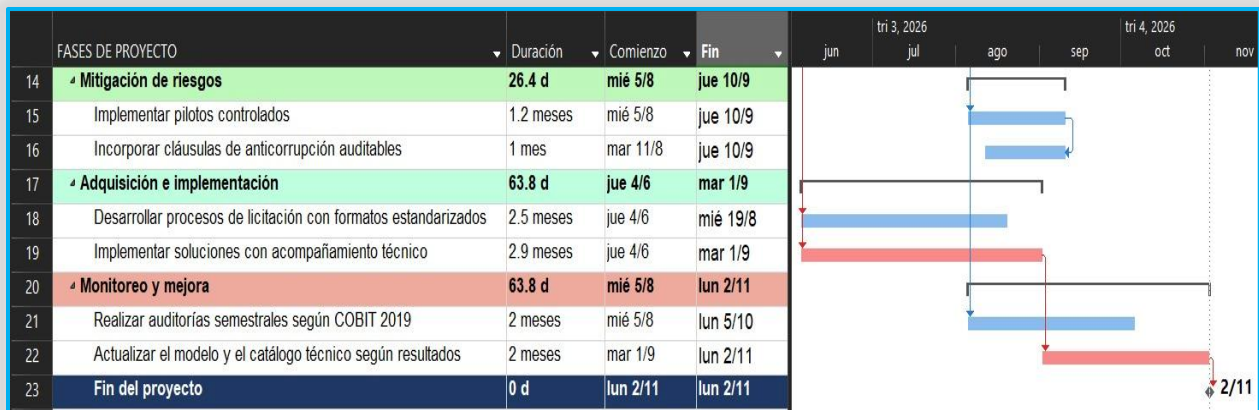 tri 3, 2026 tri 4, 2026
FASES DE PROYECTO Duración Comienzo Fin jun jul ago sep oct nov
14 Mitigación de riesgos 26.4 d mié 5/8 jue 10/9
15 Implementar pilotos controlados 1.2 meses mié 5/8 jue 10/9
16 Incorporar cláusulas de anticorrupción auditables 1 mes mar 11/8 jue 10/9
17 Adquisición e implementación 63.8 d jue 4/6 mar 1/9
18 Desarrollar procesos de licitación con formatos estandarizados 2.5 meses jue 4/6 mié 19/8
19 Implementar soluciones con acompañamiento técnico 2.9 meses jue 4/6 mar 1/9
20 Monitoreo y mejora 63.8 d mié 5/8 lun 2/11
21 Realizar auditorías semestrales según COBIT 2019 2 meses mié 5/8 lun 5/10
22 Actualizar el modelo y el catálogo técnico según resultados 2 meses mar 1/9 lun 2/11
23 Fin del proyecto 0 d lun 2/11 lun 2/11 2/11